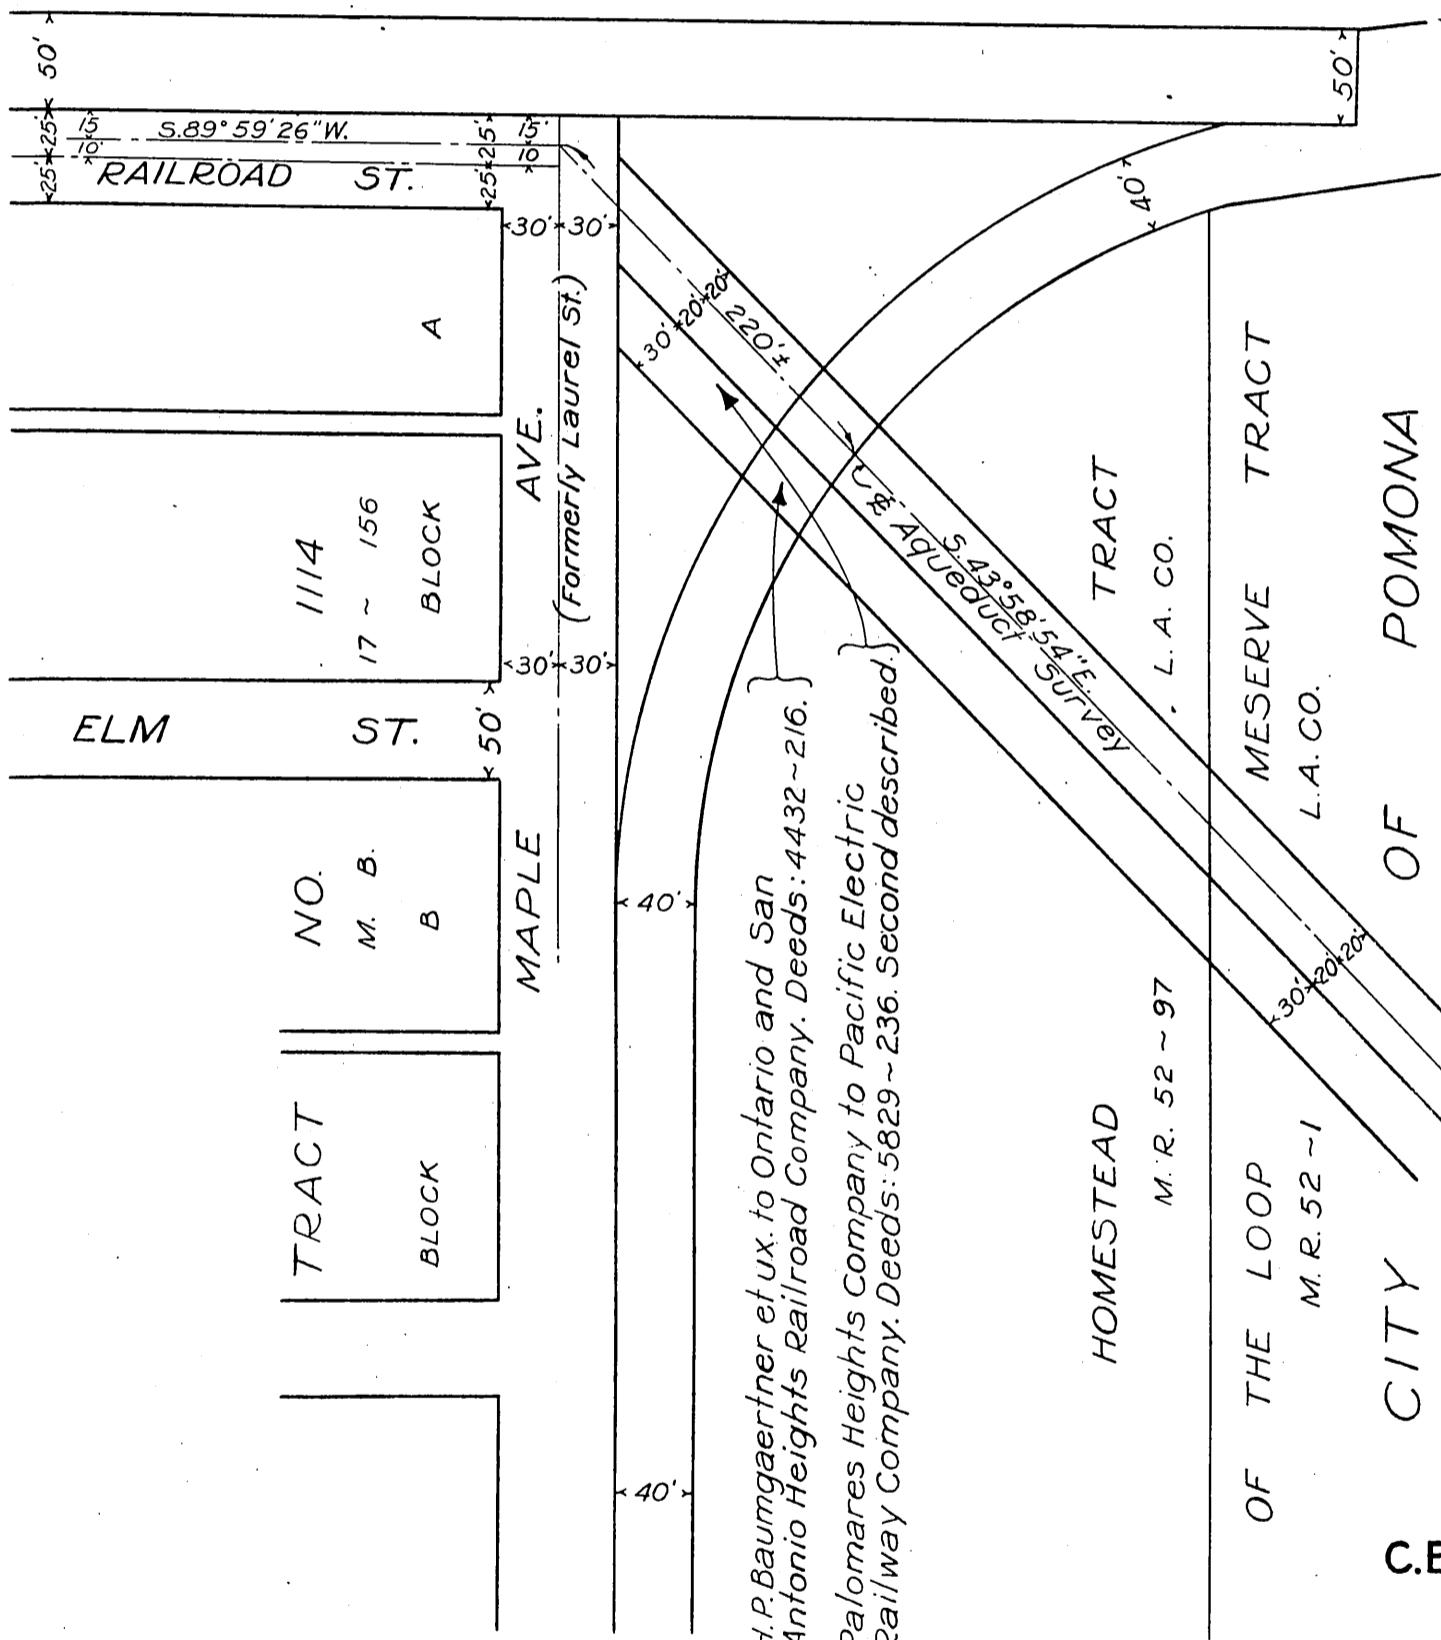 50'
50'
25'
15'
S.89°59'26"W.
25'
15'
10'
10'
25'
RAILROAD ST.
25'
30' 30'
40'
A
AVE.
(Formerly Laurel St.)
30' 20' 20'
220'±
1114
17 ~ 156
BLOCK
30' 30'
ELM ST.
50'
℄ Aqueduct Survey
S.43°58'54"E.
TRACT
L. A. CO.
MESERVE TRACT
L.A. CO.
OF POMONA
NO.
M. B.
B
MAPLE
40'
30' 20' 20'
TRACT
BLOCK
H.P. Baumgaertner et ux. to Ontario and San
Antonio Heights Railroad Company. Deeds: 4432~216.
Palomares Heights Company to Pacific Electric
Railway Company. Deeds: 5829~236. Second described.
HOMESTEAD
M. R. 52 ~ 97
OF THE LOOP
M. R. 52 ~ 1
CITY
40'